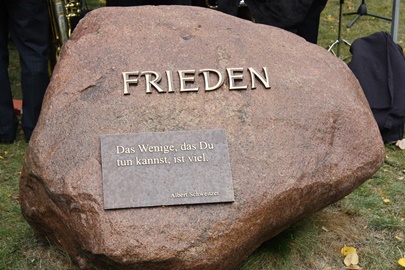 FRIEDEN
Das Wenige, das Du
tun kannst, ist viel.
Albert Schweitzer